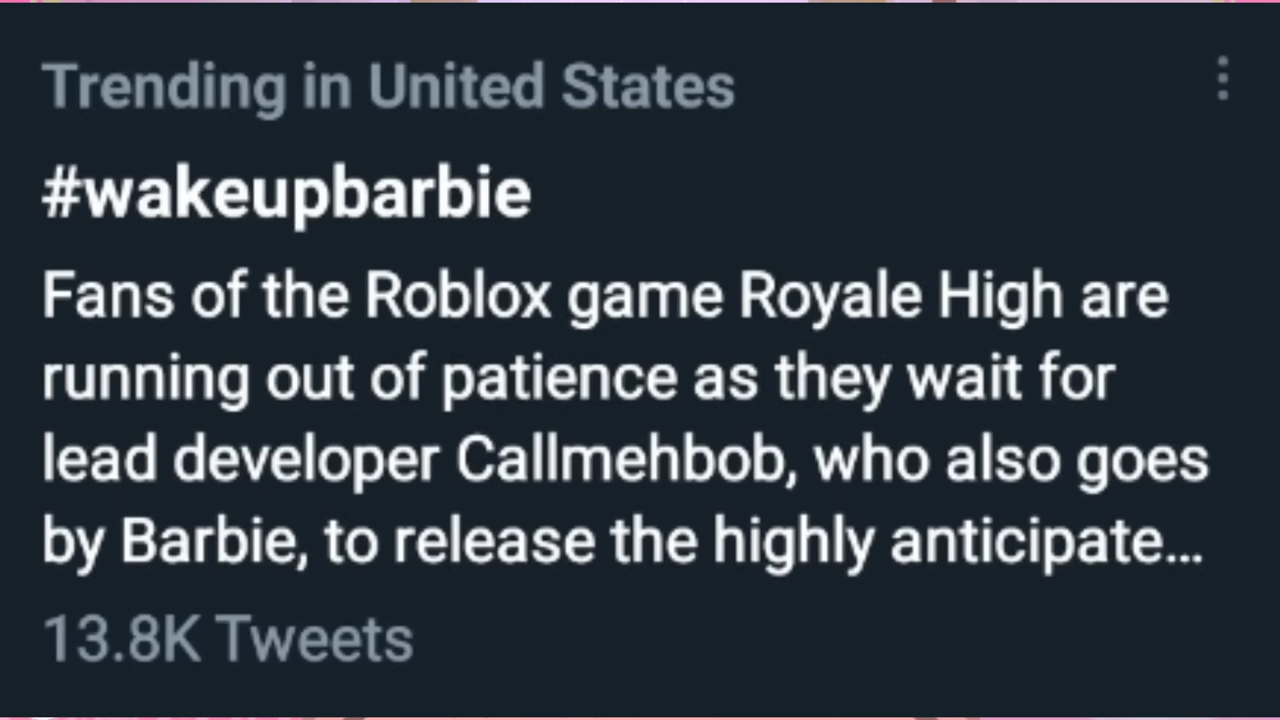 Trending in United States
#wakeupbarbie
Fans of the Roblox game Royale High are
running out of patience as they wait for
lead developer Callmehbob, who also goes
by Barbie, to release the highly anticipate...
13.8K Tweets